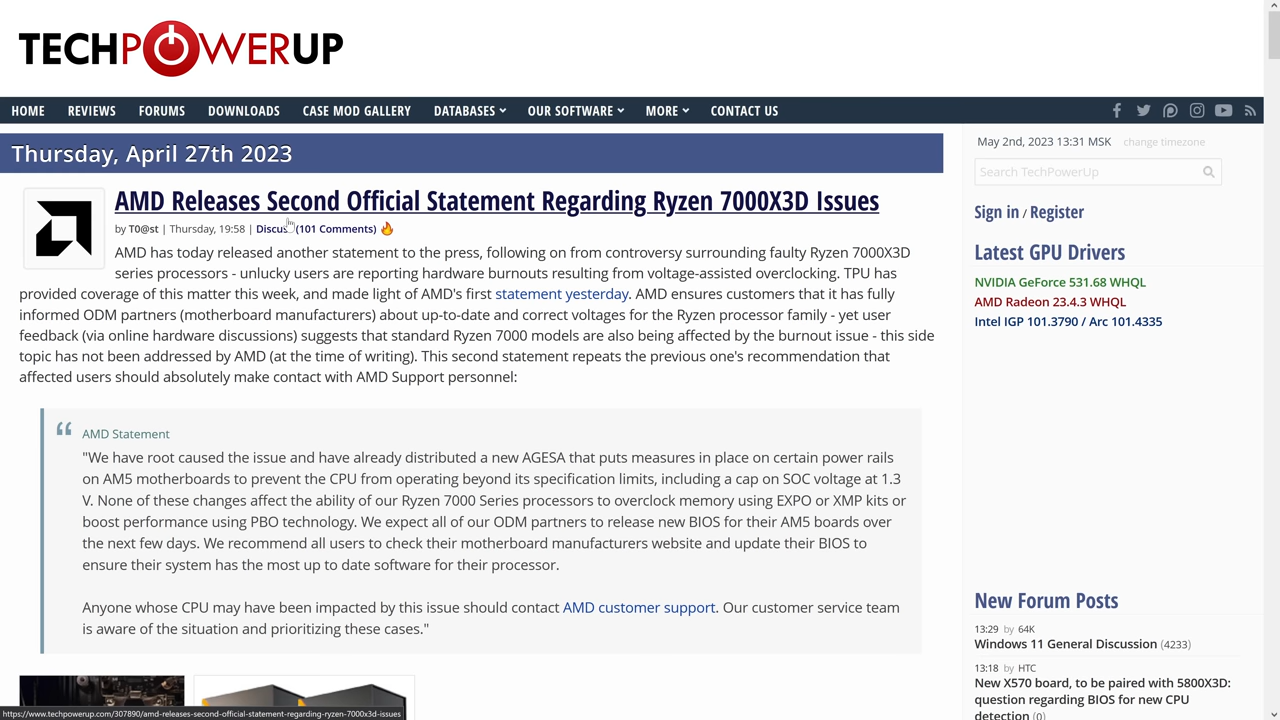 TECHPOWERUP
HOME REVIEWS FORUMS DOWNLOADS CASE MOD GALLERY DATABASES OUR SOFTWARE MORE CONTACT US
Thursday, April 27th 2023
AMD Releases Second Official Statement Regarding Ryzen 7000X3D Issues
by T0@st | Thursday, 19:58 | Discuss (101 Comments)
AMD has today released another statement to the press, following on from controversy surrounding faulty Ryzen 7000X3D
series processors - unlucky users are reporting hardware burnouts resulting from voltage-assisted overclocking. TPU has
provided coverage of this matter this week, and made light of AMD's first statement yesterday. AMD ensures customers that it has fully
informed ODM partners (motherboard manufacturers) about up-to-date and correct voltages for the Ryzen processor family - yet user
feedback (via online hardware discussions) suggests that standard Ryzen 7000 models are also being affected by the burnout issue - this side
topic has not been addressed by AMD (at the time of writing). This second statement repeats the previous one's recommendation that
affected users should absolutely make contact with AMD Support personnel:
“ AMD Statement
"We have root caused the issue and have already distributed a new AGESA that puts measures in place on certain power rails
on AM5 motherboards to prevent the CPU from operating beyond its specification limits, including a cap on SOC voltage at 1.3
V. None of these changes affect the ability of our Ryzen 7000 Series processors to overclock memory using EXPO or XMP kits or
boost performance using PBO technology. We expect all of our ODM partners to release new BIOS for their AM5 boards over
the next few days. We recommend all users to check their motherboard manufacturers website and update their BIOS to
ensure their system has the most up to date software for their processor.
Anyone whose CPU may have been impacted by this issue should contact AMD customer support. Our customer service team
is aware of the situation and prioritizing these cases."
https://www.techpowerup.com/307890/amd-releases-second-official-statement-regarding-ryzen-7000x3d-issues
May 2nd, 2023 13:31 MSK change timezone
Search TechPowerUp
Sign in / Register
Latest GPU Drivers
NVIDIA GeForce 531.68 WHQL
AMD Radeon 23.4.3 WHQL
Intel IGP 101.3790 / Arc 101.4335
New Forum Posts
13:29 by 64K
Windows 11 General Discussion (4233)
13:18 by HTC
New X570 board, to be paired with 5800X3D:
question regarding BIOS for new CPU
detection (0)